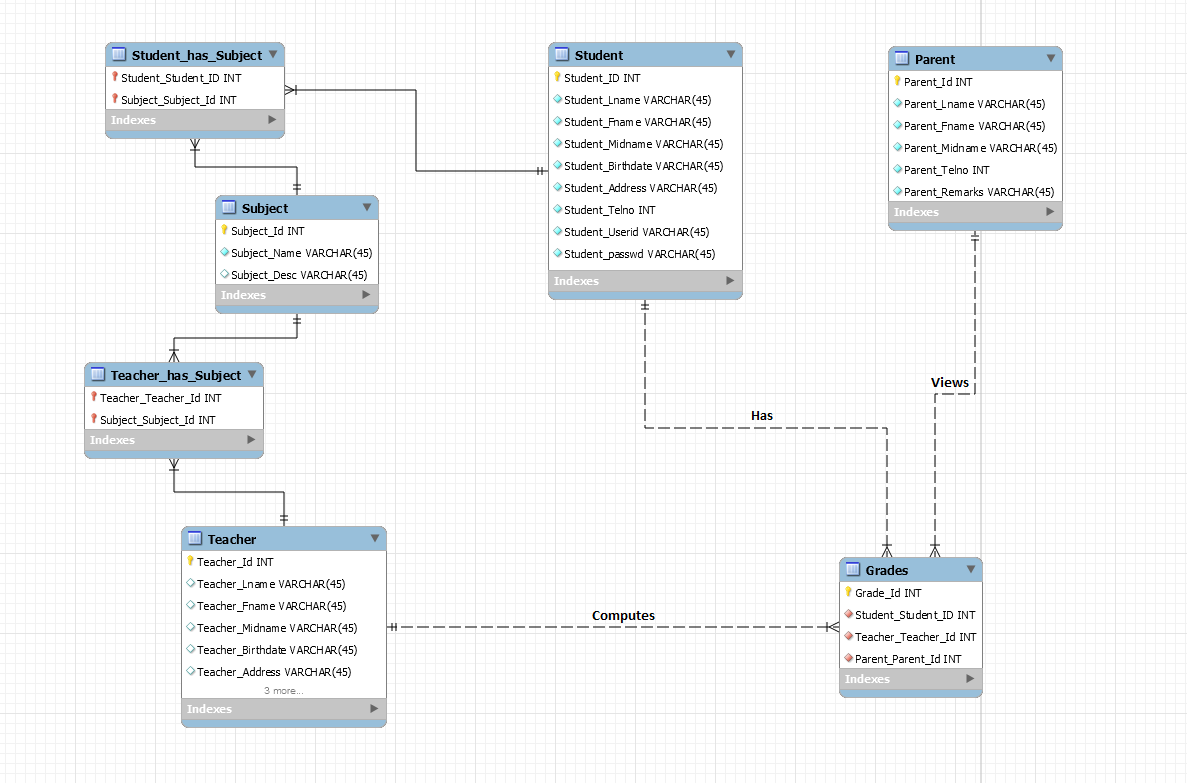 Student_has_Subject
Student_Student_ID INT
Subject_Subject_Id INT
Indexes
Student
Student_ID INT
Student_Lname VARCHAR(45)
Student_Fname VARCHAR(45)
Student_Midname VARCHAR(45)
Student_Birthdate VARCHAR(45)
Student_Address VARCHAR(45)
Student_Telno INT
Student_Userid VARCHAR(45)
Student_passwd VARCHAR(45)
Indexes
Parent
Parent_Id INT
Parent_Lname VARCHAR(45)
Parent_Fname VARCHAR(45)
Parent_Midname VARCHAR(45)
Parent_Telno INT
Parent_Remarks VARCHAR(45)
Indexes
Subject
Subject_Id INT
Subject_Name VARCHAR(45)
Subject_Desc VARCHAR(45)
Indexes
Teacher_has_Subject
Teacher_Teacher_Id INT
Subject_Subject_Id INT
Indexes
Views
Has
Teacher
Teacher_Id INT
Teacher_Lname VARCHAR(45)
Teacher_Fname VARCHAR(45)
Teacher_Midname VARCHAR(45)
Teacher_Birthdate VARCHAR(45)
Teacher_Address VARCHAR(45)
3 more...
Indexes
Computes
Grades
Grade_Id INT
Student_Student_ID INT
Teacher_Teacher_Id INT
Parent_Parent_Id INT
Indexes